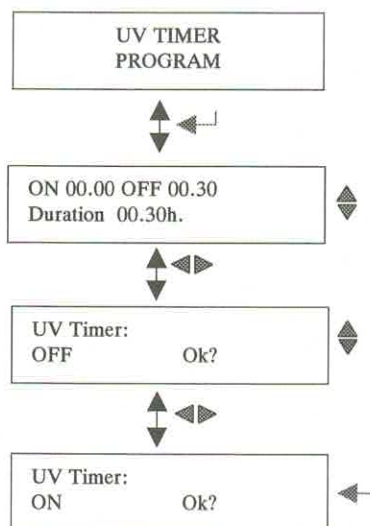 UV TIMER
PROGRAM
ON 00.00 OFF 00.30
Duration 00.30h.
UV Timer:
OFF Ok?
UV Timer:
ON Ok?